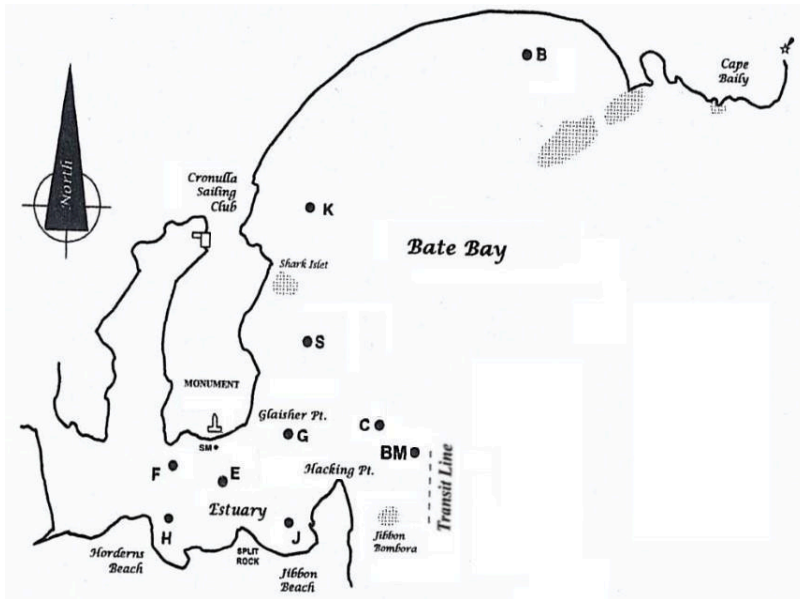 B
Cape
Baily
North
Cronulla
Sailing
Club
K
Bate Bay
Shark Islet
S
MONUMENT
Glaisher Pt.
C
G
SM
BM
Transit Line
F
E
Hacking Pt.
Estuary
H
J
Jibbon
Bombora
Horderns
Beach
SPLIT
ROCK
Jibbon
Beach